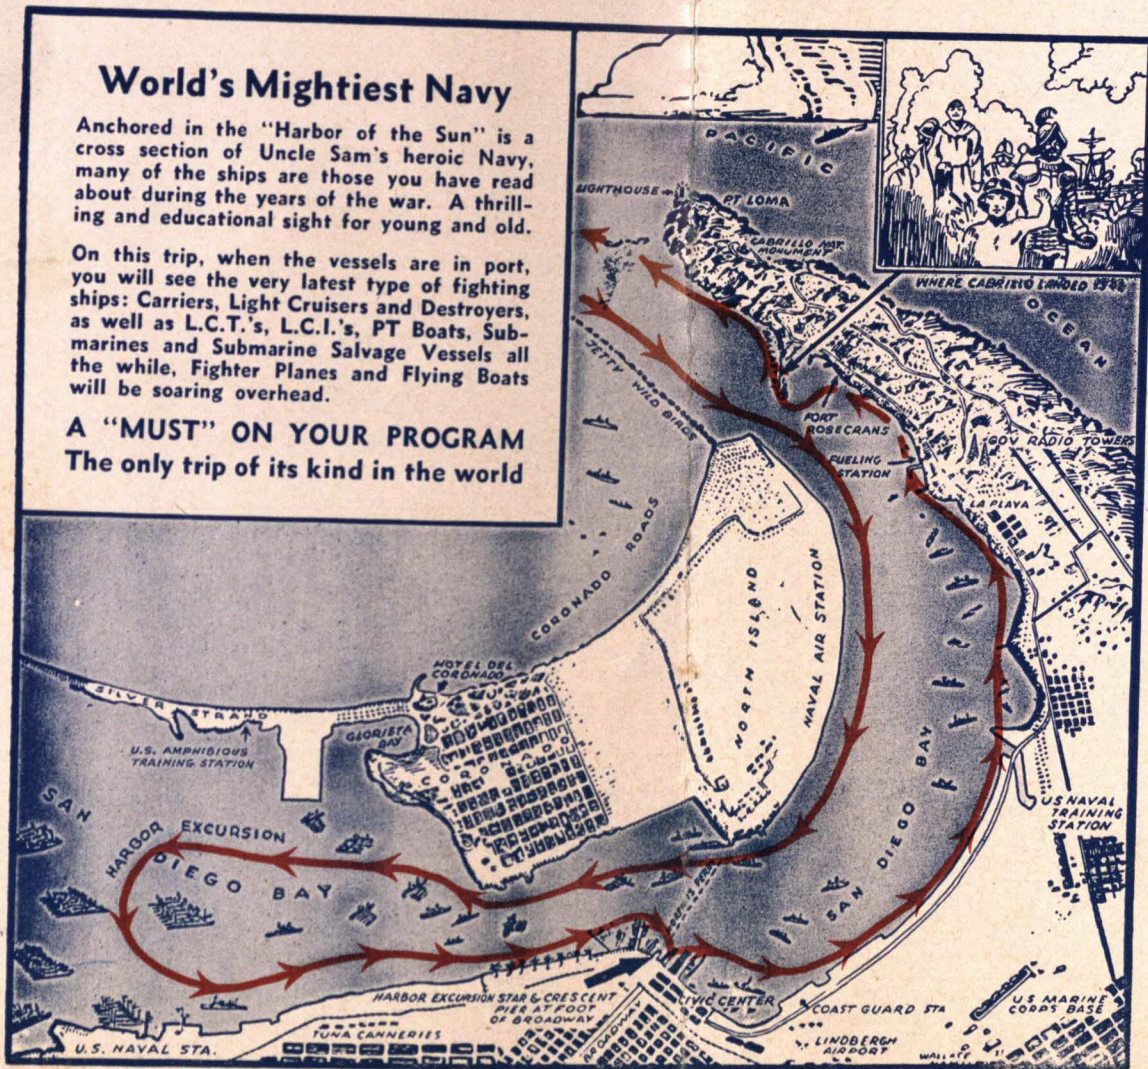 World's Mightiest Navy
Anchored in the "Harbor of the Sun" is a
cross section of Uncle Sam's heroic Navy,
many of the ships are those you have read
about during the years of the war. A thrill-
ing and educational sight for young and old.
On this trip, when the vessels are in port,
you will see the very latest type of fighting
ships: Carriers, Light Cruisers and Destroyers,
as well as L.C.T.'s, L.C.I.'s, PT Boats, Sub-
marines and Submarine Salvage Vessels all
the while, Fighter Planes and Flying Boats
will be soaring overhead.
A "MUST" ON YOUR PROGRAM
The only trip of its kind in the world
PACIFIC
LIGHTHOUSE
PT LOMA
CABRILLO NAT.
MONUMENT
WHERE CABRILLO LANDED 1542
OCEAN
JETTY WILD BIRDS
FORT
ROSECRANS
GOV RADIO TOWERS
FUELING
STATION
LA PLAYA
CORONADO ROADS
NORTH ISLAND
NAVAL AIR STATION
HOTEL DEL
CORONADO
SILVER STRAND
GLORIETA
BAY
U.S. AMPHIBIOUS
TRAINING STATION
CORONADO
SAN
DIEGO BAY
HARBOR EXCURSION
SAN DIEGO BAY
US NAVAL
TRAINING
STATION
HARBOR EXCURSION STAR & CRESCENT
PIER AT FOOT
OF BROADWAY
CIVIC CENTER
COAST GUARD STA
US MARINE
CORPS BASE
TUNA CANNERIES
BROADWAY
LINDBERGH
AIRPORT
WALLACE
U.S. NAVAL STA.